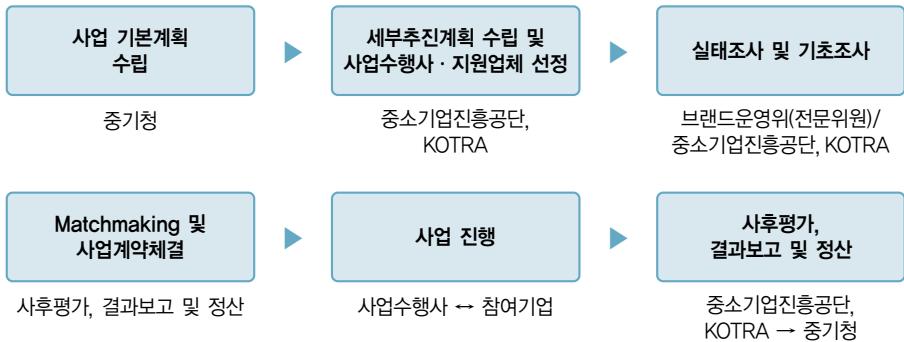 사업 기본계획
수립
중기청
세부추진계획 수립 및
사업수행사 · 지원업체 선정
중소기업진흥공단,
KOTRA
실태조사 및 기초조사
브랜드운영위(전문위원)/
중소기업진흥공단, KOTRA
Matchmaking 및
사업계약체결
사후평가, 결과보고 및 정산
사업 진행
사업수행사 ↔ 참여기업
사후평가,
결과보고 및 정산
중소기업진흥공단,
KOTRA → 중기청